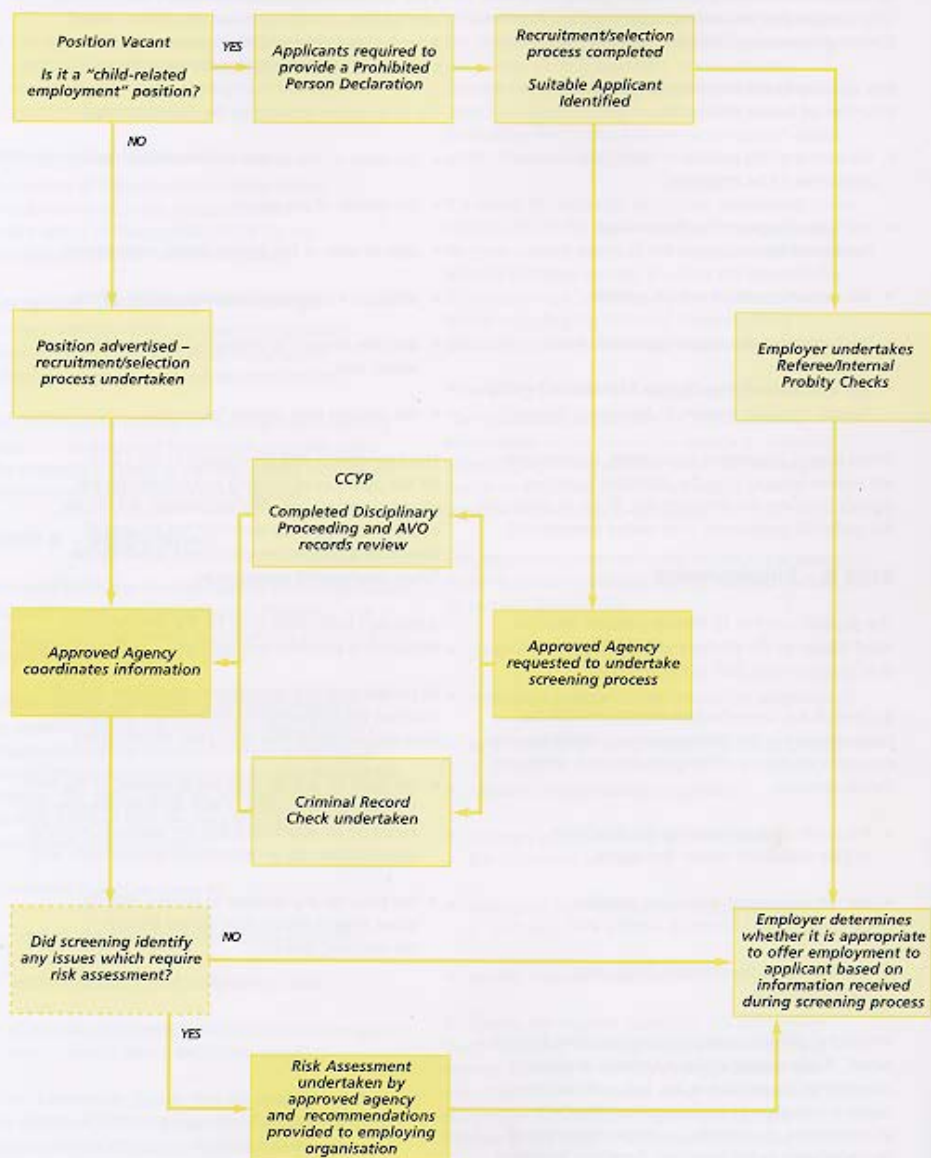 Position Vacant
Is it a "child-related
employment" position?
YES
Applicants required to
provide a Prohibited
Person Declaration
Recruitment/selection
process completed
Suitable Applicant
Identified
NO
Position advertised –
recruitment/selection
process undertaken
Employer undertakes
Referee/Internal
Probity Checks
CCYP
Completed Disciplinary
Proceeding and AVO
records review
Approved Agency
coordinates information
Approved Agency
requested to undertake
screening process
Criminal Record
Check undertaken
Did screening identify
any issues which require
risk assessment?
NO
Employer determines
whether it is appropriate
to offer employment to
applicant based on
information received
during screening process
YES
Risk Assessment
undertaken by
approved agency
and recommendations
provided to employing
organisation